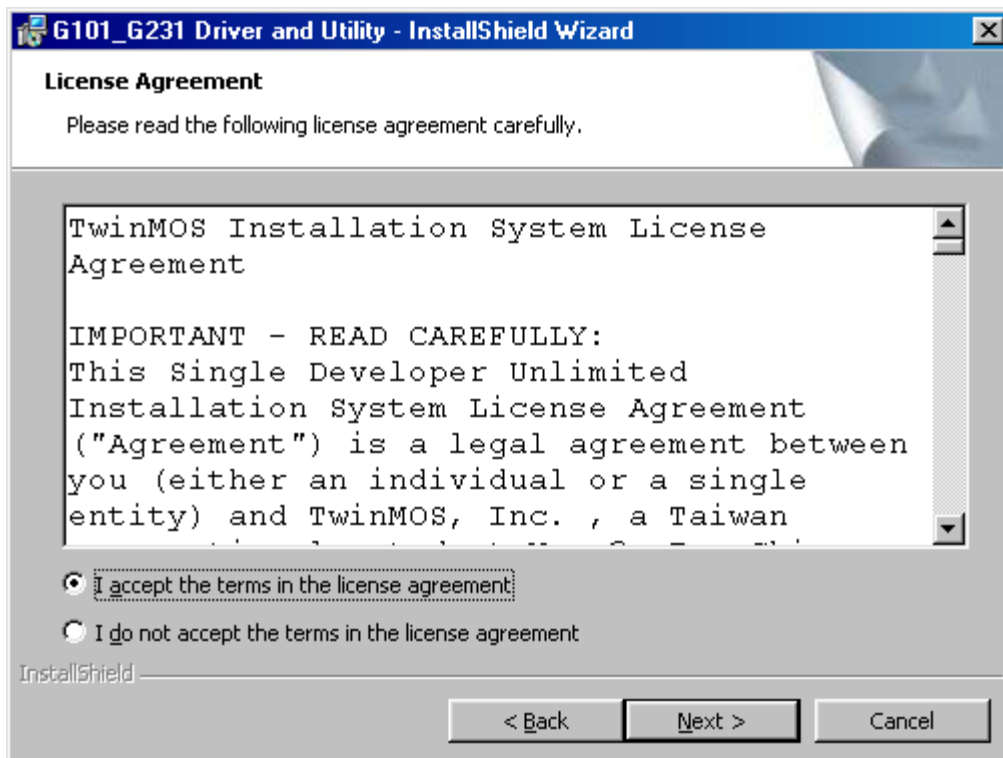 G101_G231 Driver and Utility - InstallShield Wizard
License Agreement
Please read the following license agreement carefully.
TwinMOS Installation System License
Agreement
IMPORTANT - READ CAREFULLY:
This Single Developer Unlimited
Installation System License Agreement
("Agreement") is a legal agreement between
you (either an individual or a single
entity) and TwinMOS, Inc. , a Taiwan
I accept the terms in the license agreement
I do not accept the terms in the license agreement
InstallShield
< Back
Next >
Cancel